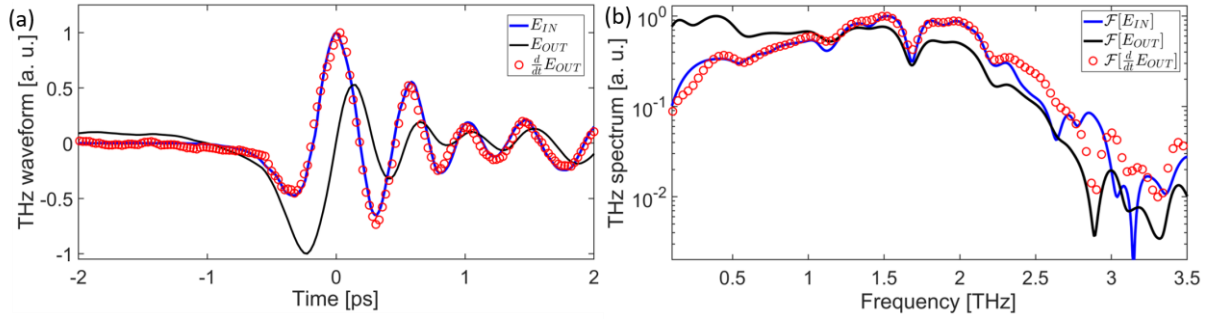 (a)
THz waveform [a. u.]
1
0.5
0
-0.5
-1
-2
-1
0
1
2
Time [ps]
E_IN
E_OUT
d/dt E_OUT
(b)
THz spectrum [a. u.]
10^0
10^-1
10^-2
0.5
1
1.5
2
2.5
3
3.5
Frequency [THz]
ℱ[E_IN]
ℱ[E_OUT]
ℱ[d/dt E_OUT]